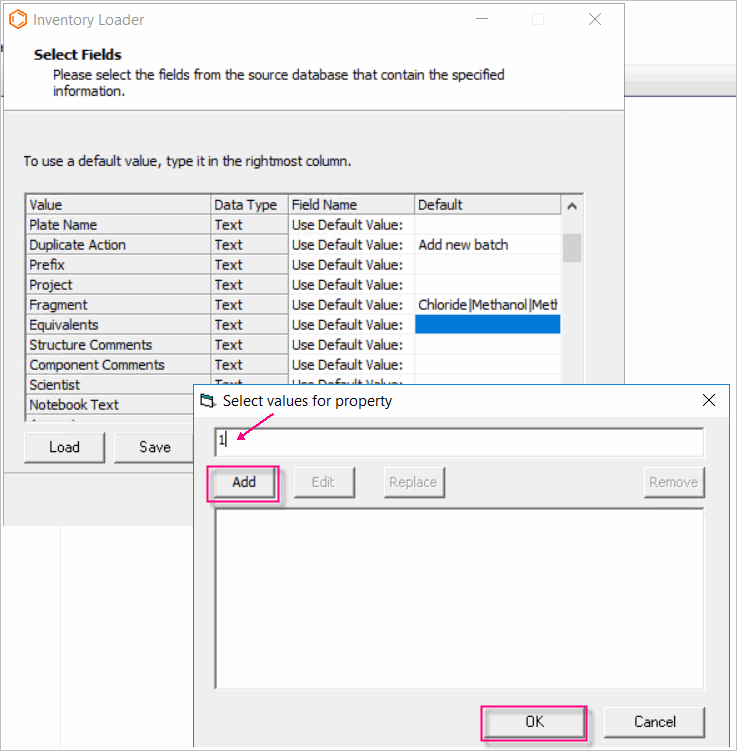 Inventory Loader
Select Fields
Please select the fields from the source database that contain the specified
information.
To use a default value, type it in the rightmost column.
Value Data Type Field Name Default
Plate Name Text Use Default Value:
Duplicate Action Text Use Default Value: Add new batch
Prefix Text Use Default Value:
Project Text Use Default Value:
Fragment Text Use Default Value: Chloride|Methanol|Meth
Equivalents Text Use Default Value:
Structure Comments Text Use Default Value:
Component Comments Text Use Default Value:
Scientist
Notebook Text
Load Save
Select values for property
1
Add Edit Replace Remove
OK Cancel